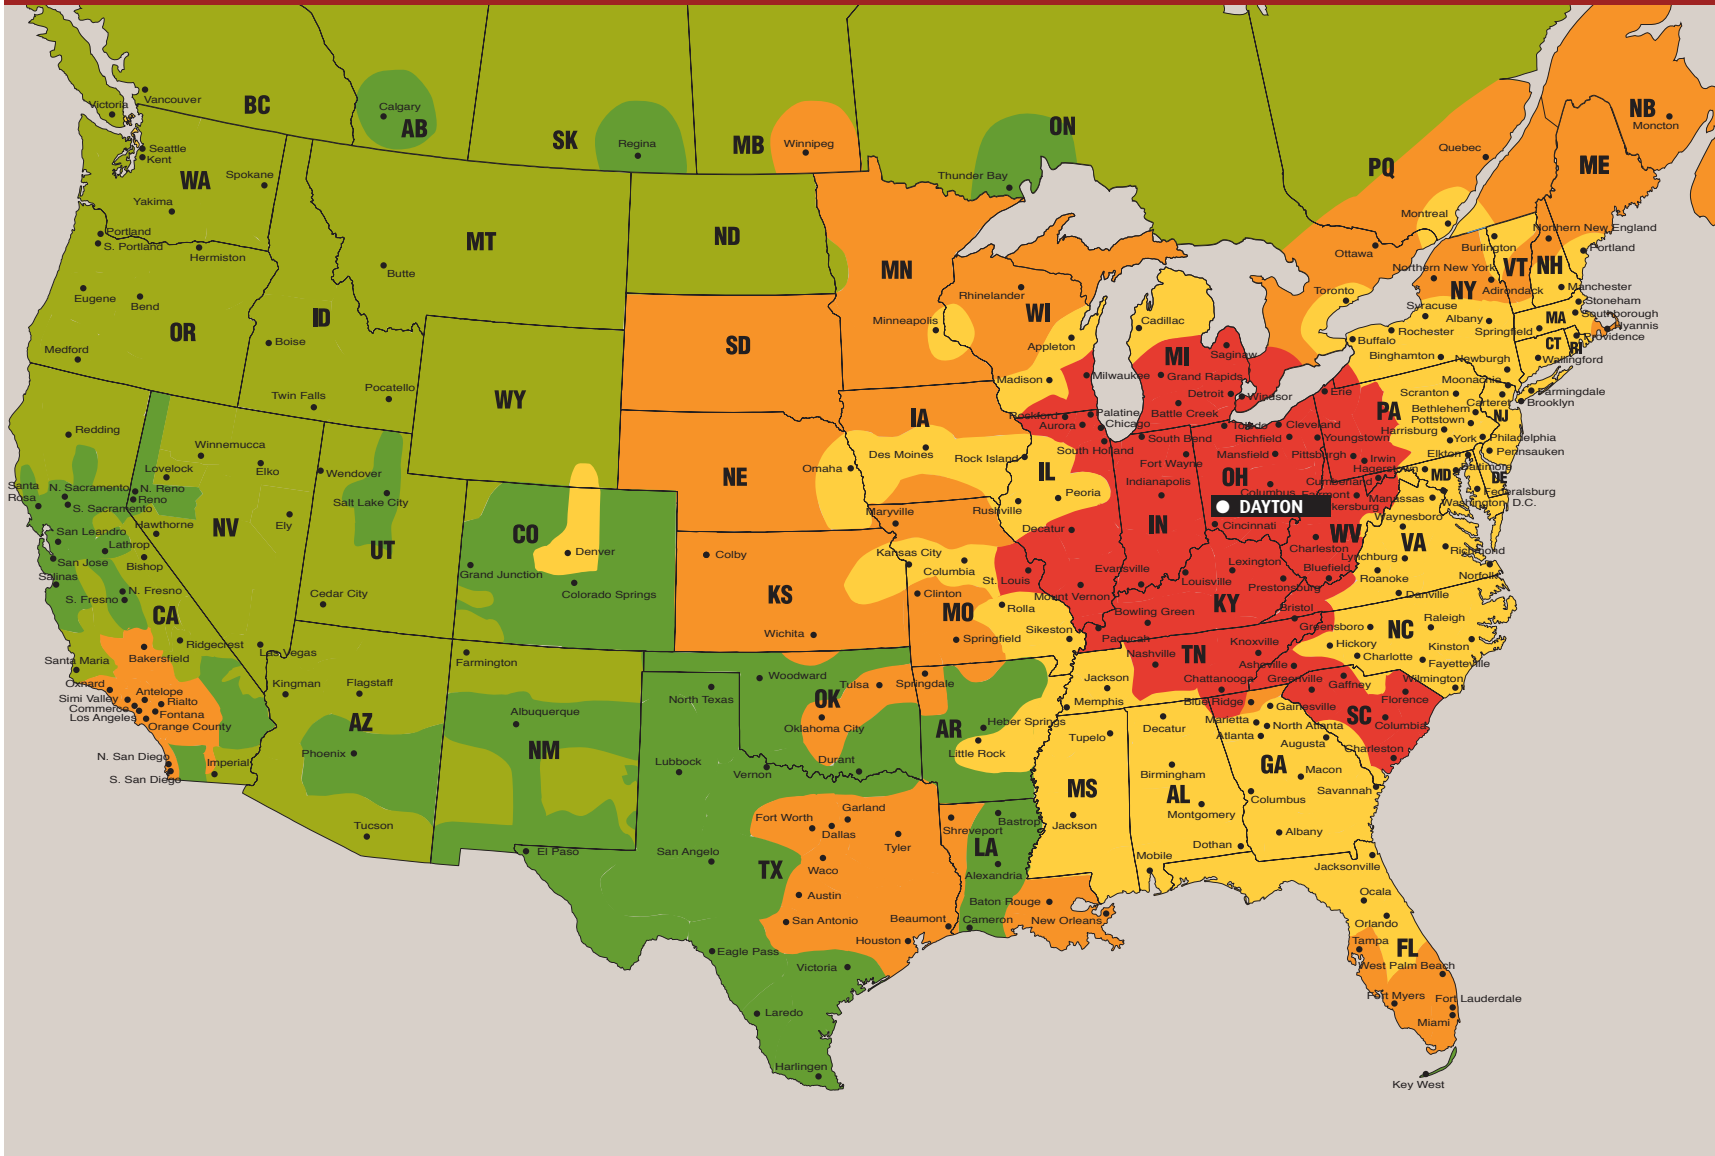 Victoria
Vancouver
BC
Calgary
AB
SK
Regina
MB
Winnipeg
ON
Thunder Bay
PQ
Quebec
NB
Moncton
ME
Montreal
Ottawa
Toronto
Windsor
Seattle
Kent
WA
Spokane
Yakima
Portland
S. Portland
Hermiston
Eugene
Bend
OR
Medford
ID
Boise
Twin Falls
Pocatello
MT
Butte
WY
ND
SD
NE
Omaha
MN
Minneapolis
WI
Rhinelander
Appleton
Madison
Milwaukee
MI
Cadillac
Saginaw
Grand Rapids
Detroit
Battle Creek
IA
Des Moines
IL
Rock Island
Rockford
Aurora
Palatine
Chicago
South Holland
Peoria
Rushville
Decatur
Mount Vernon
IN
South Bend
Fort Wayne
Indianapolis
Evansville
OH
Toledo
Cleveland
Richfield
Youngstown
Mansfield
Columbus
DAYTON
Cincinnati
PA
Erie
Pittsburgh
Irwin
Scranton
Bethlehem
Pottstown
Harrisburg
York
Philadelphia
NY
Northern New York
Adirondack
Syracuse
Albany
Rochester
Buffalo
Binghamton
Newburgh
Farmingdale
Brooklyn
VT
Burlington
NH
Northern New England
Portland
Manchester
Stoneham
Southborough
Hyannis
MA
Springfield
Providence
CT
RI
Wallingford
NJ
Moonachie
Carteret
Pennsauken
MD
Hagerstown
Cumberland
Elkton
Baltimore
Federalsburg
DE
Washington, D.C.
WV
Fairmont
Charleston
Bluefield
VA
Manassas
Waynesboro
Richmond
Lynchburg
Roanoke
Norfolk
Danville
Bristol
KY
Louisville
Lexington
Prestonsburg
Bowling Green
Paducah
TN
Nashville
Knoxville
Chattanooga
Jackson
Memphis
NC
Greensboro
Raleigh
Hickory
Kinston
Charlotte
Fayetteville
Asheville
Wilmington
SC
Greenville
Gaffney
Florence
Columbia
Charleston
GA
Blue Ridge
Gainesville
Marietta
North Atlanta
Atlanta
Augusta
Macon
Columbus
Savannah
Albany
AL
Decatur
Birmingham
Montgomery
Dothan
Mobile
MS
Tupelo
Jackson
FL
Jacksonville
Ocala
Orlando
Tampa
West Palm Beach
Fort Myers
Fort Lauderdale
Miami
Key West
CA
Redding
Santa
Rosa
N. Sacramento
S. Sacramento
San Leandro
Lathrop
San Jose
Salinas
Bishop
N. Fresno
S. Fresno
Bakersfield
Ridgecrest
Santa Maria
Oxnard
Simi Valley
Antelope
Rialto
Commerce
Fontana
Los Angeles
Orange County
N. San Diego
S. San Diego
Imperial
NV
Winnemucca
Lovelock
Elko
N. Reno
Reno
Hawthorne
Ely
Las Vegas
UT
Wendover
Salt Lake City
Cedar City
CO
Denver
Grand Junction
Colorado Springs
AZ
Kingman
Flagstaff
Phoenix
Tucson
NM
Farmington
Albuquerque
KS
Colby
Wichita
MO
Maryville
Kansas City
Columbia
St. Louis
Clinton
Rolla
Springfield
Sikeston
OK
Woodward
Tulsa
Oklahoma City
Durant
AR
Springdale
Heber Springs
Little Rock
LA
Shreveport
Bastrop
Alexandria
Baton Rouge
Cameron
New Orleans
TX
North Texas
Lubbock
Vernon
El Paso
San Angelo
Fort Worth
Garland
Dallas
Tyler
Waco
Austin
San Antonio
Beaumont
Houston
Eagle Pass
Victoria
Laredo
Harlingen